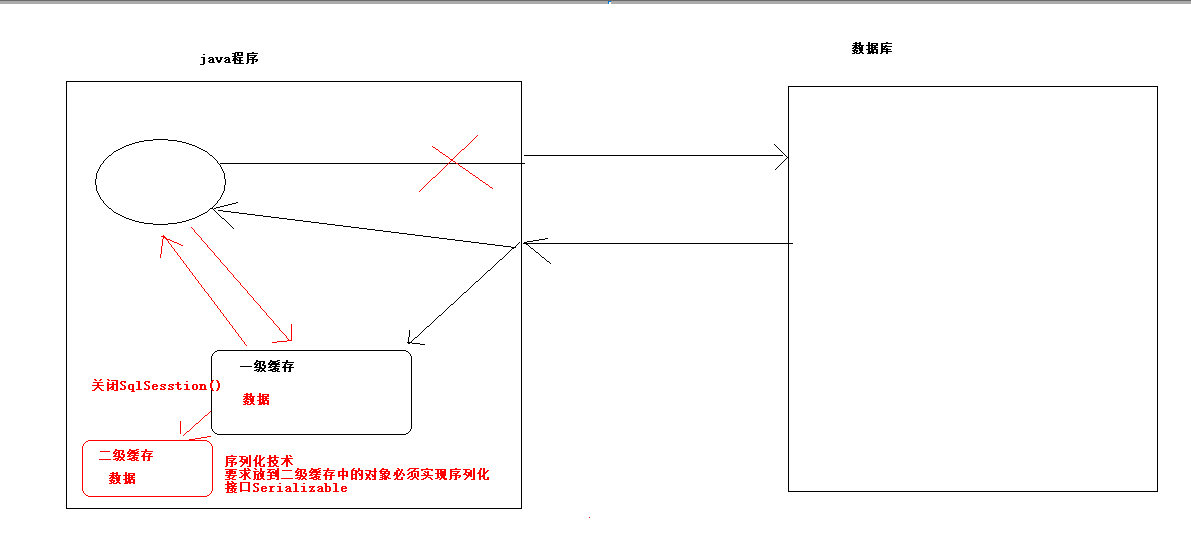 java程序
数据库
一级缓存
关闭SqlSesstion()
数据
二级缓存
数据
序列化技术
要求放到二级缓存中的对象必须实现序列化
接口Serializable